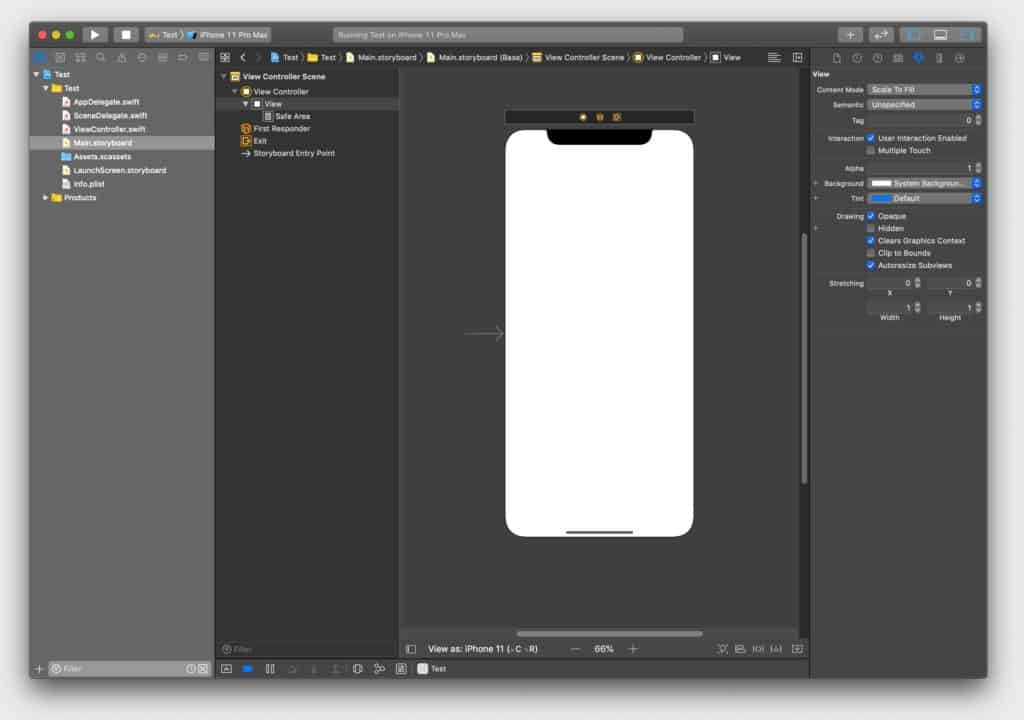 Test 〉 iPhone 11 Pro Max
Running Test on iPhone 11 Pro Max
Test 〉 Test 〉 Main.storyboard 〉 Main.storyboard (Base) 〉 View Controller Scene 〉 View Controller 〉 View
Test
Test
AppDelegate.swift
SceneDelegate.swift
ViewController.swift
Main.storyboard
Assets.xcassets
LaunchScreen.storyboard
Info.plist
Products
Filter
View Controller Scene
View Controller
View
Safe Area
First Responder
Exit
Storyboard Entry Point
Filter
View as: iPhone 11 (wC hR)
66%
Test
View
Content Mode Scale To Fill
Semantic Unspecified
Tag 0
Interaction User Interaction Enabled
Multiple Touch
Alpha 1
Background System Backgroun...
Tint Default
Drawing Opaque
Hidden
Clears Graphics Context
Clip to Bounds
Autoresize Subviews
Stretching 0 0
X Y
1 1
Width Height